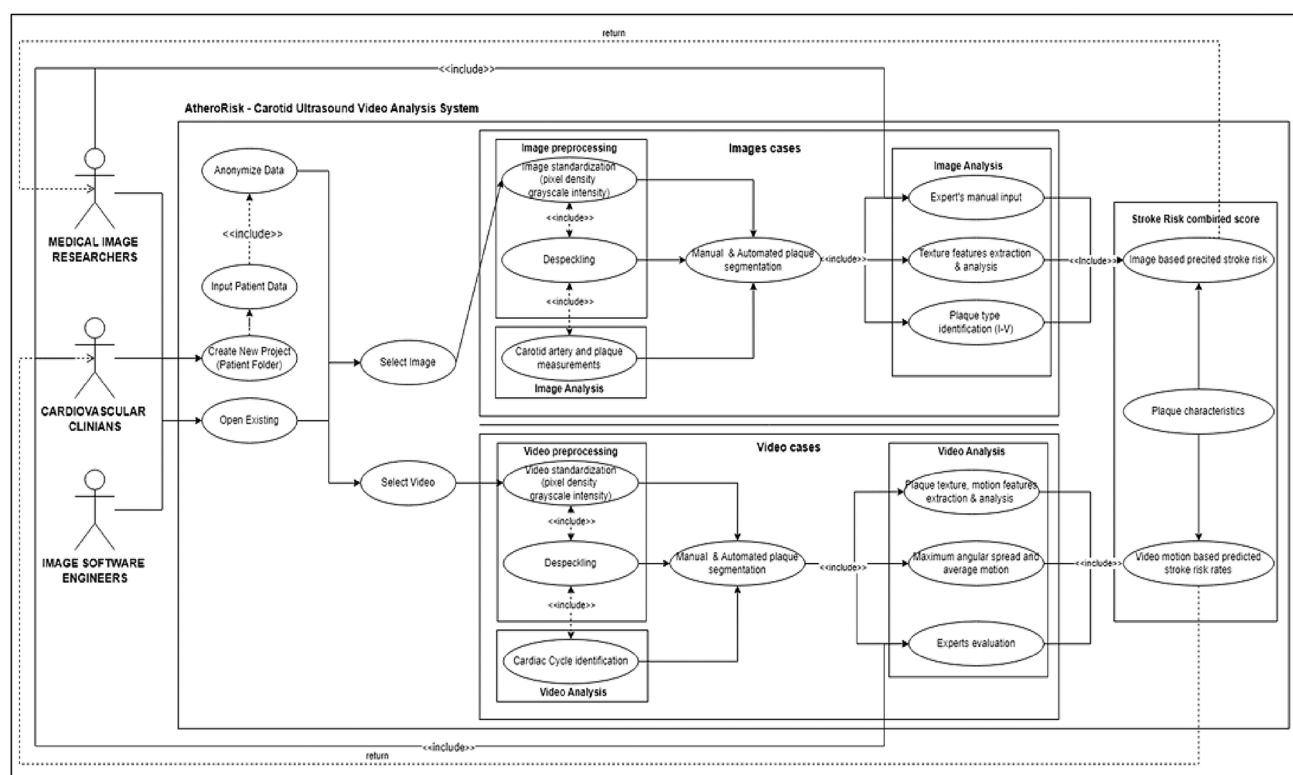 return
<<include>>
AtheroRisk - Carotid Ultrasound Video Analysis System
MEDICAL IMAGE
RESEARCHERS
CARDIOVASCULAR
CLINIANS
IMAGE SOFTWARE
ENGINEERS
Anonymize Data
<<include>>
Input Patient Data
Create New Project
(Patient Folder)
Open Existing
Select Image
Select Video
Images cases
Image preprocessing
Image standardization
(pixel density
grayscale intensity)
<<include>>
Despeckling
<<include>>
Carotid artery and plaque
measurements
Image Analysis
Manual & Automated plaque
segmentation
<<include>>
Image Analysis
Expert's manual input
Texture features extraction
& analysis
Plaque type
identification (I-V)
<<Include>>
Video cases
Video preprocessing
Video standardization
(pixel density
grayscale intensity)
<<include>>
Despeckling
<<include>>
Cardiac Cycle identification
Video Analysis
Manual & Automated plaque
segmentation
<<include>>
Video Analysis
Plaque texture, motion features
extraction & analysis
Maximum angular spread and
average motion
Experts evaluation
<<include>>
Stroke Risk combined score
Image based precited stroke risk
Plaque characteristics
Video motion based predicted
stroke risk rates
<<include>>
return